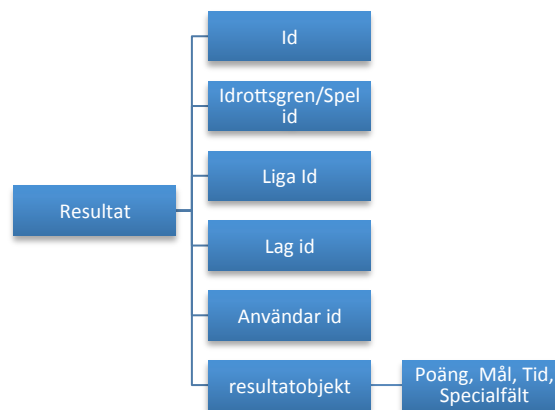 Id
Idrottsgren/Spel
id
Liga Id
Resultat
Lag id
Användar id
resultatobjekt
Poäng, Mål, Tid,
Specialfält